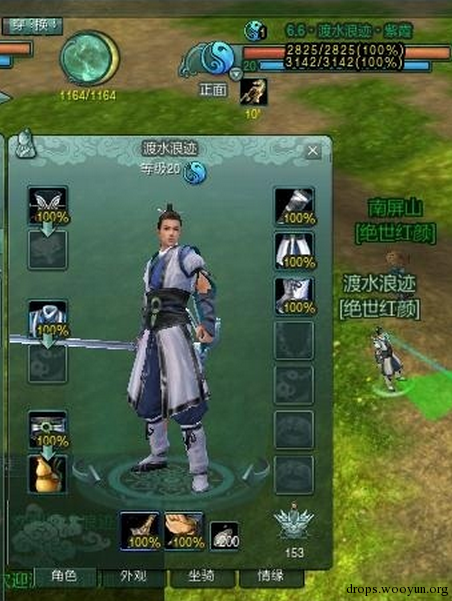 穿·换
1
6.6·渡水浪迹·紫霞
2825/2825(100%)
20
3142/3142(100%)
正面
1164/1164
10'
渡水浪迹
等级20
100%
100%
100%
100%
100%
100%
南屏山
[绝世红颜]
渡水浪迹
[绝世红颜]
100%
100%
200
153
角色
外观
坐骑
情缘
drops.wooyun.org